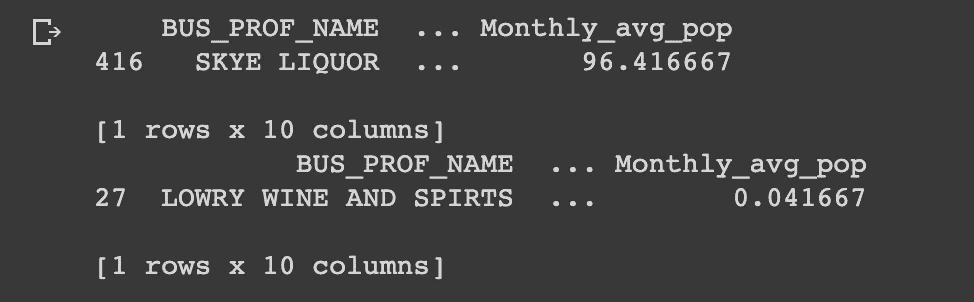 BUS_PROF_NAME ... Monthly_avg_pop
416 SKYE LIQUOR ... 96.416667
[1 rows x 10 columns]
BUS_PROF_NAME ... Monthly_avg_pop
27 LOWRY WINE AND SPIRTS ... 0.041667
[1 rows x 10 columns]